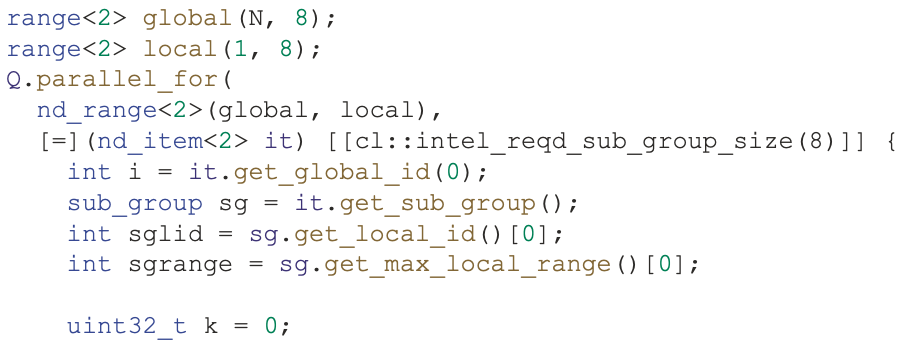 range<2> global(N, 8);
range<2> local(1, 8);
Q.parallel_for(
  nd_range<2>(global, local),
  [=](nd_item<2> it) [[cl::intel_reqd_sub_group_size(8)]] {
    int i = it.get_global_id(0);
    sub_group sg = it.get_sub_group();
    int sglid = sg.get_local_id()[0];
    int sgrange = sg.get_max_local_range()[0];

    uint32_t k = 0;